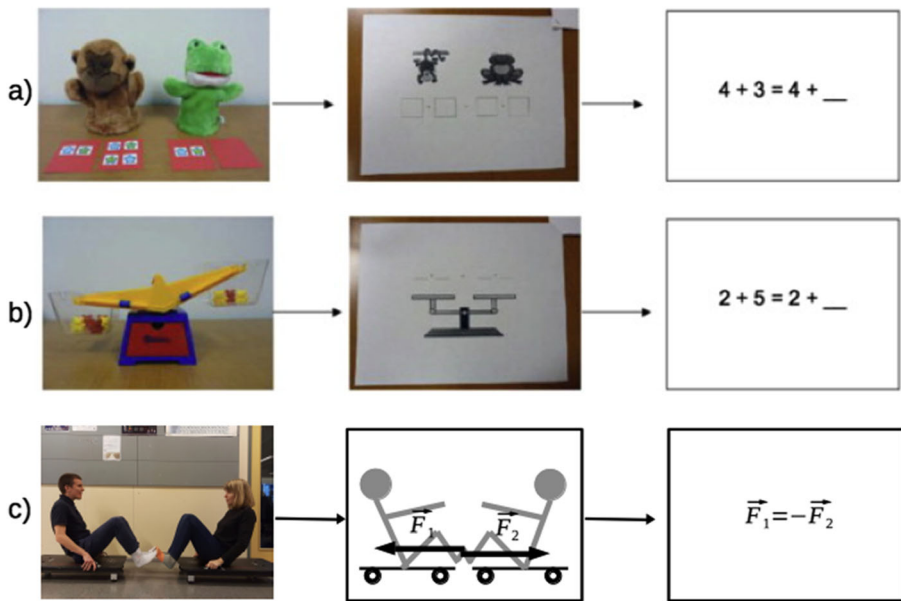 a)
4 + 3 = 4 + __
b)
2 + 5 = 2 + __
c)
F₁⃗ F₂⃗
F₁⃗=−F₂⃗